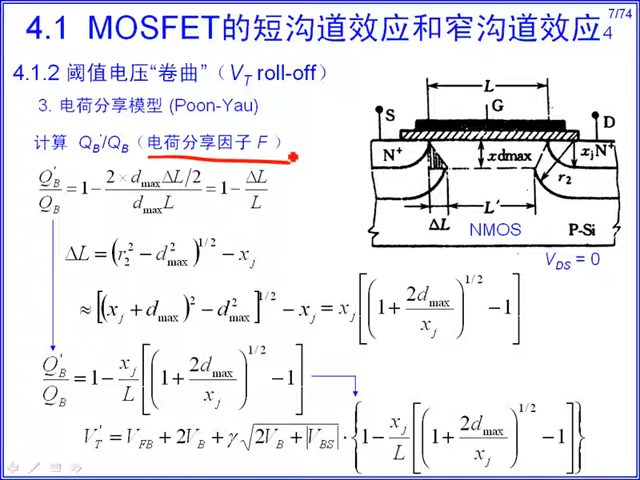 7/74
4.1 MOSFET的短沟道效应和窄沟道效应4
4.1.2 阈值电压“卷曲”（V_T roll-off）
3. 电荷分享模型 (Poon-Yau)
计算 Q_B'/Q_B（电荷分享因子 F ）
Q_B'/Q_B = 1 − (2 × d_max ΔL/2)/(d_max L) = 1 − ΔL/L
ΔL = (r_2^2 − d_max^2)^{1/2} − x_j
≈ [(x_j + d_max)^2 − d_max^2]^{1/2} − x_j = x_j [(1 + 2d_max/x_j)^{1/2} − 1]
Q_B'/Q_B = 1 − x_j/L [(1 + 2d_max/x_j)^{1/2} − 1]
V_T' = V_FB + 2V_B + γ√(2V_B + |V_BS|) · {1 − x_j/L [(1 + 2d_max/x_j)^{1/2} − 1]}
L
S G D
N⁺ x_dmax x_j N⁺
r_2
L'
ΔL NMOS P-Si
V_DS = 0